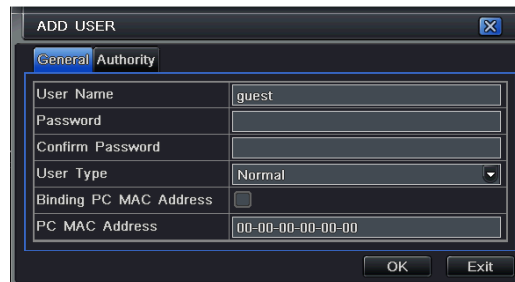 ADD USER
General Authority
User Name guest
Password
Confirm Password
User Type Normal
Binding PC MAC Address
PC MAC Address 00-00-00-00-00-00
OK Exit